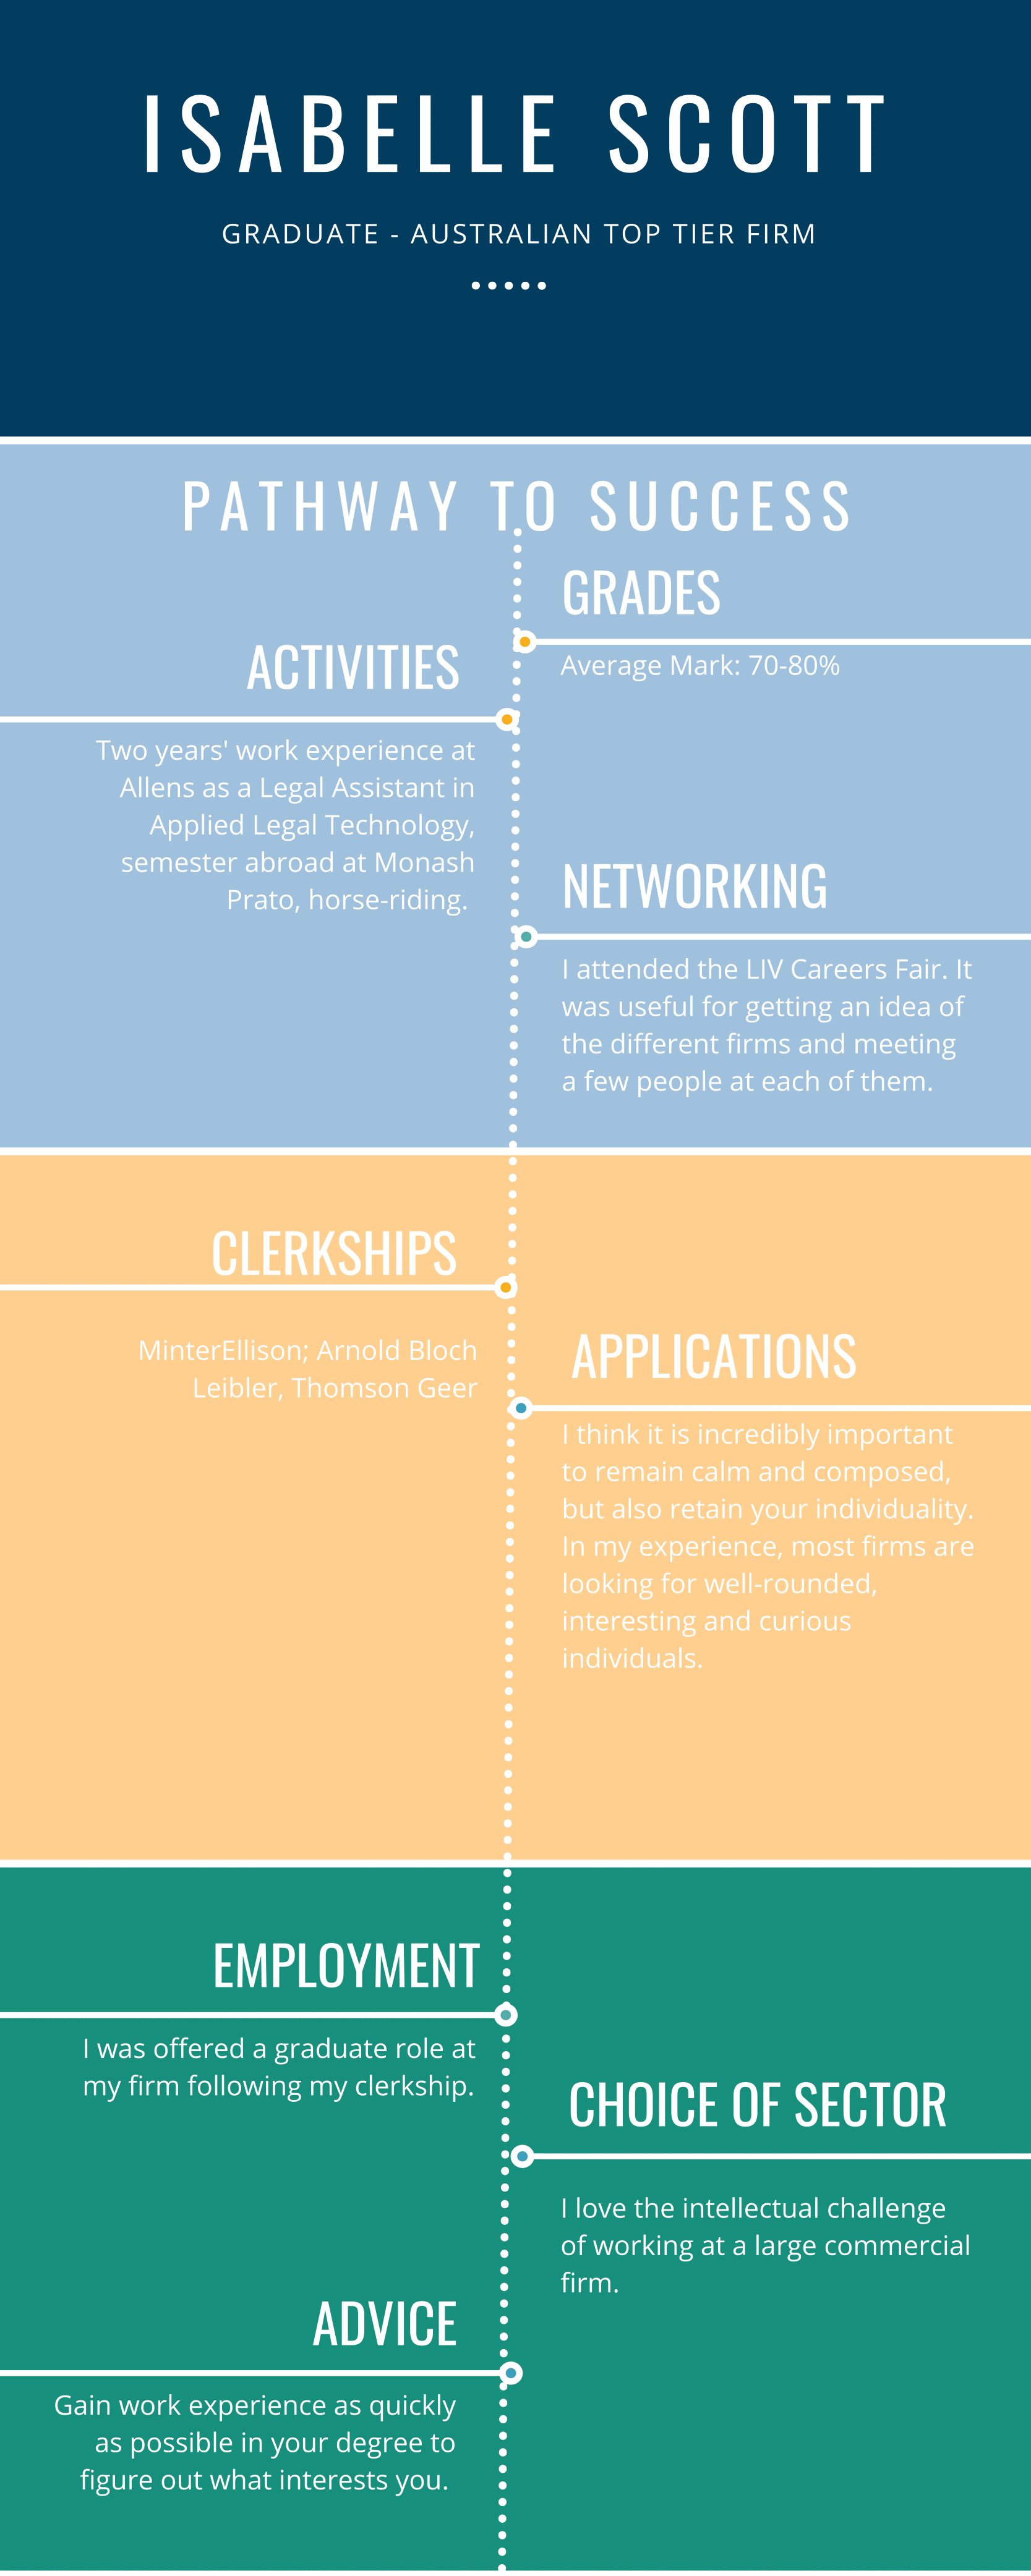 ISABELLE SCOTT
GRADUATE - AUSTRALIAN TOP TIER FIRM
PATHWAY TO SUCCESS
GRADES
Average Mark: 70-80%
ACTIVITIES
Two years' work experience at
Allens as a Legal Assistant in
Applied Legal Technology,
semester abroad at Monash
Prato, horse-riding.
NETWORKING
I attended the LIV Careers Fair. It
was useful for getting an idea of
the different firms and meeting
a few people at each of them.
CLERKSHIPS
MinterEllison; Arnold Bloch
Leibler, Thomson Geer
APPLICATIONS
I think it is incredibly important
to remain calm and composed,
but also retain your individuality.
In my experience, most firms are
looking for well-rounded,
interesting and curious
individuals.
EMPLOYMENT
I was offered a graduate role at
my firm following my clerkship.
CHOICE OF SECTOR
I love the intellectual challenge
of working at a large commercial
firm.
ADVICE
Gain work experience as quickly
as possible in your degree to
figure out what interests you.